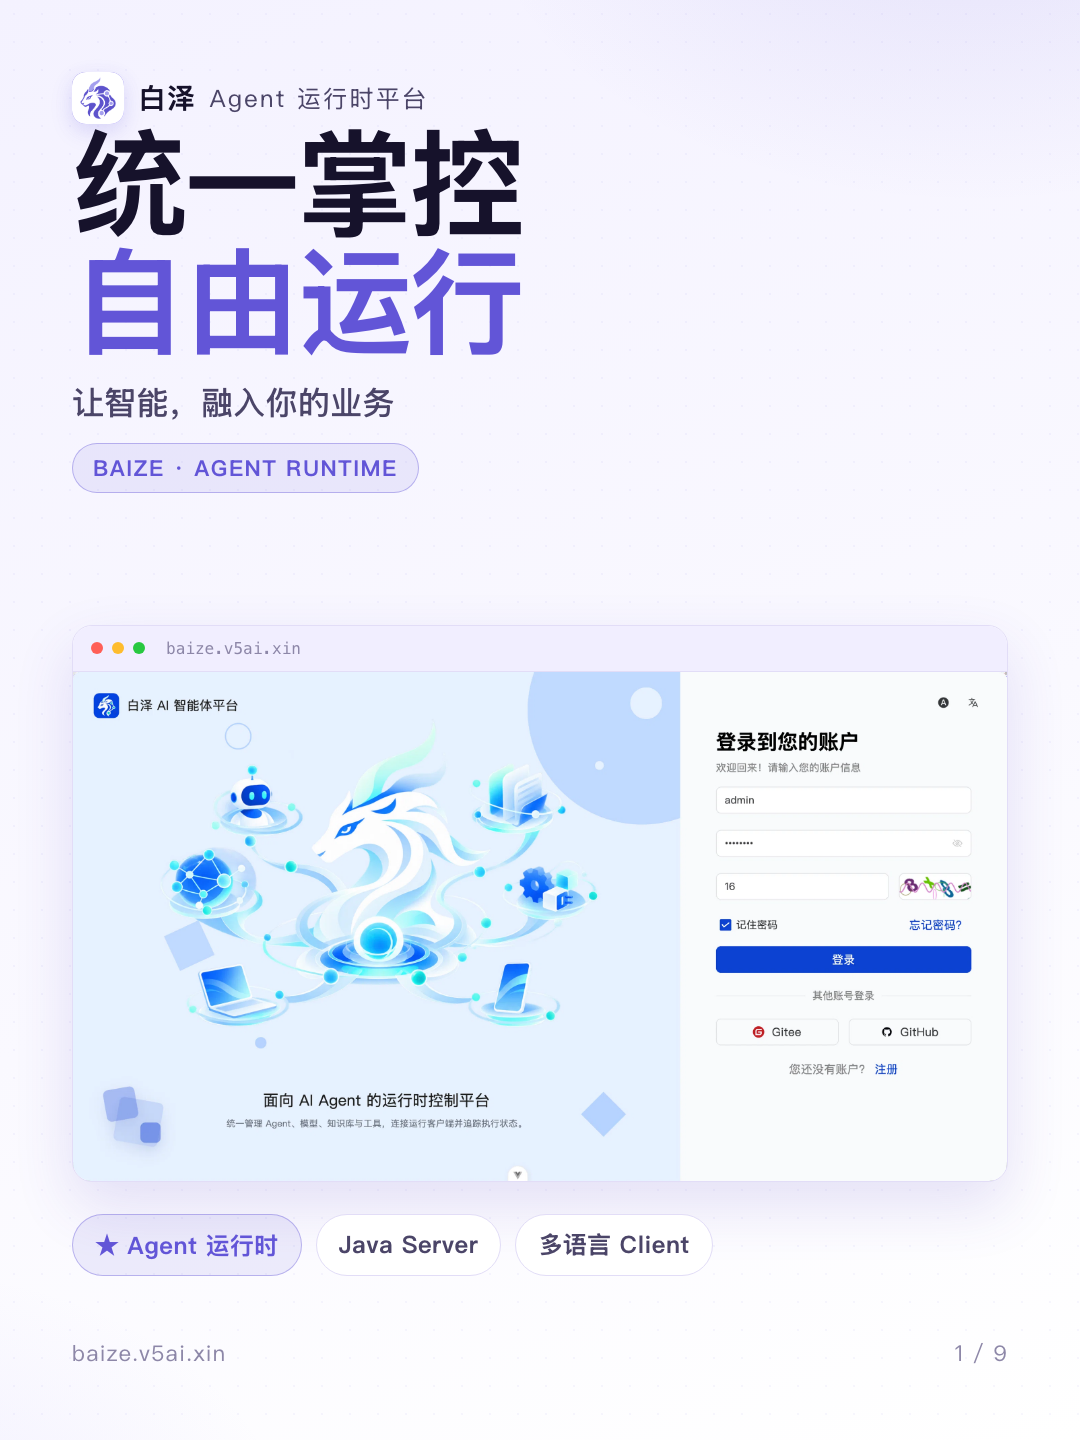 白泽 Agent 运行时平台
统一掌控
自由运行
让智能，融入你的业务
BAIZE · AGENT RUNTIME
baize.v5ai.xin
白泽 AI 智能体平台
登录到您的账户
欢迎回来！请输入您的账户信息
admin
••••••••
16
记住密码 忘记密码?
登录
其他账号登录
Gitee GitHub
您还没有账户? 注册
面向 AI Agent 的运行时控制平台
统一管理 Agent、模型、知识库与工具，连接运行客户端并追踪执行状态。
★ Agent 运行时 Java Server 多语言 Client
baize.v5ai.xin 1 / 9